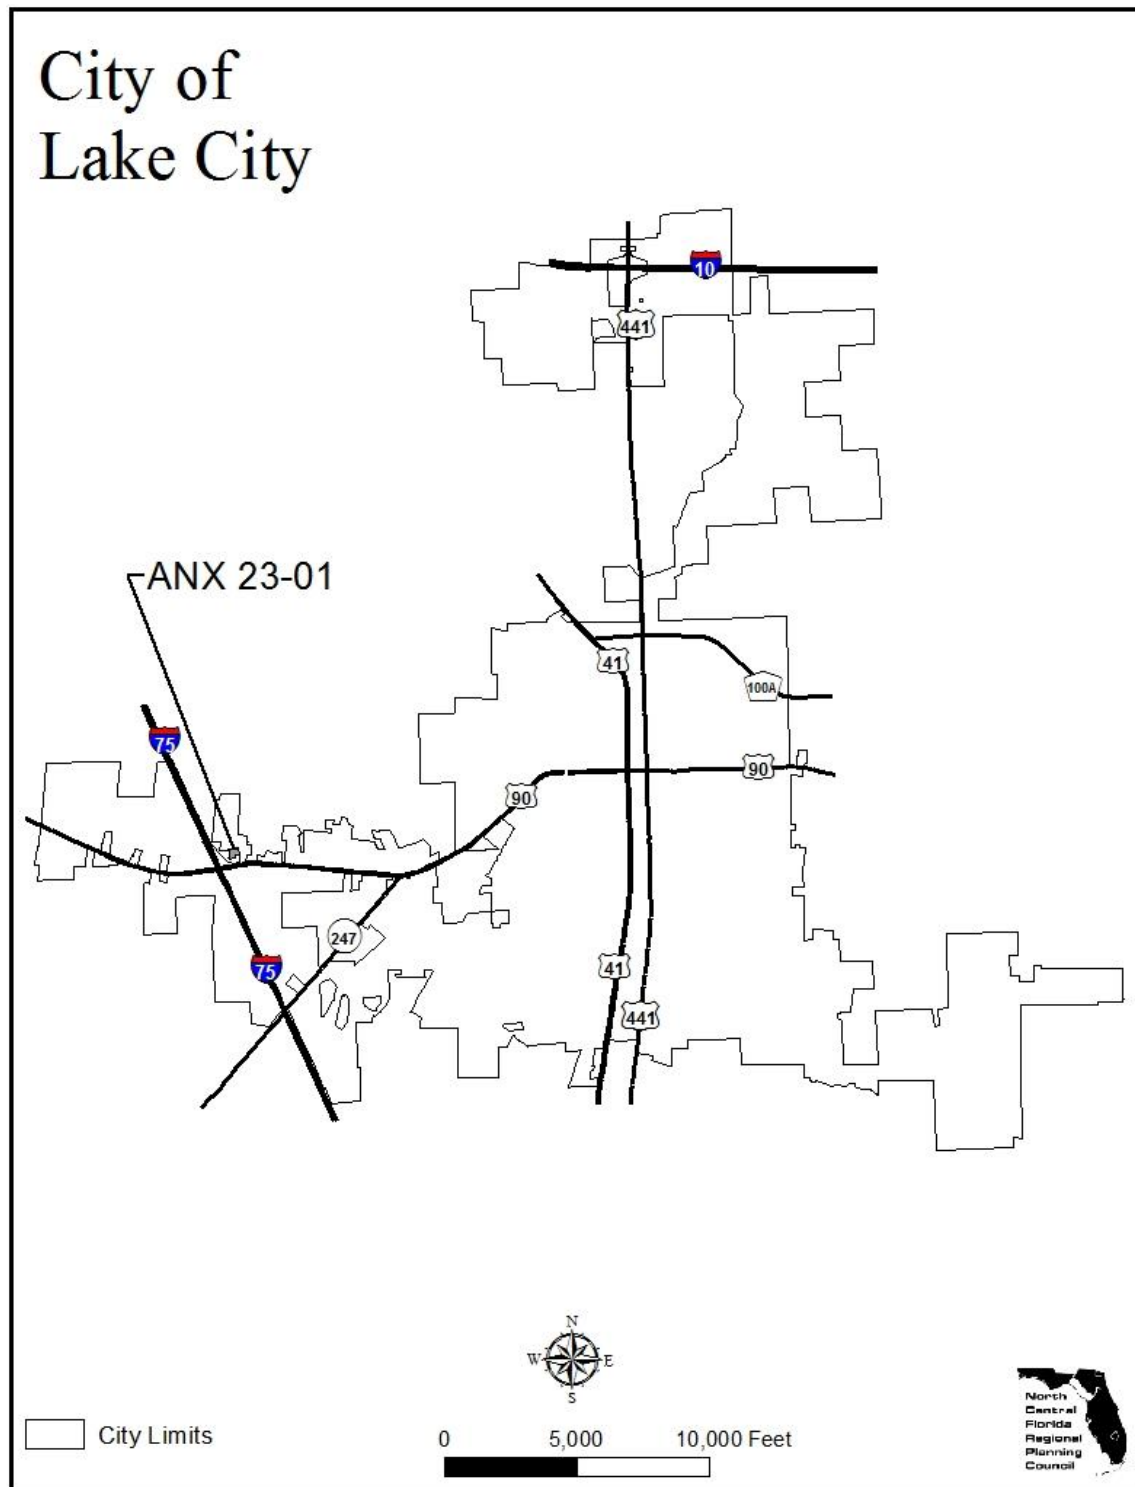 City of
Lake City
10
441
ANX 23-01
41
100A
75
90
90
247
75
41
441
N
W E
S
City Limits
0 5,000 10,000 Feet
North
Central
Florida
Regional
Planning
Council